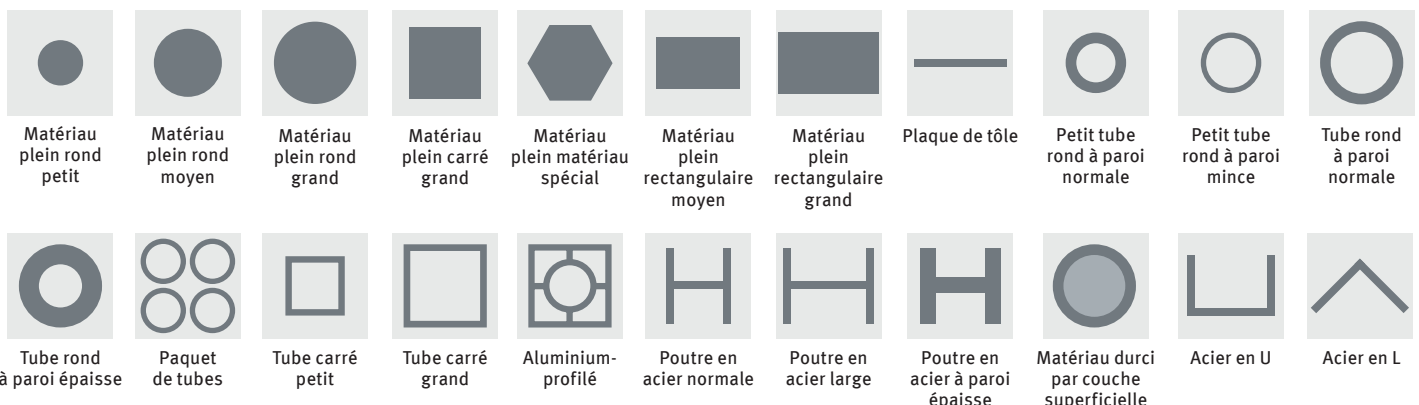 Matériau
plein rond
petit
Matériau
plein rond
moyen
Matériau
plein rond
grand
Matériau
plein carré
grand
Matériau
plein matériau
spécial
Matériau
plein
rectangulaire
moyen
Matériau
plein
rectangulaire
grand
Plaque de tôle
Petit tube
rond à paroi
normale
Petit tube
rond à paroi
mince
Tube rond
à paroi
normale
Tube rond
à paroi épaisse
Paquet
de tubes
Tube carré
petit
Tube carré
grand
Aluminium-
profilé
Poutre en
acier normale
Poutre en
acier large
Poutre en
acier à paroi
épaisse
Matériau durci
par couche
superficielle
Acier en U
Acier en L